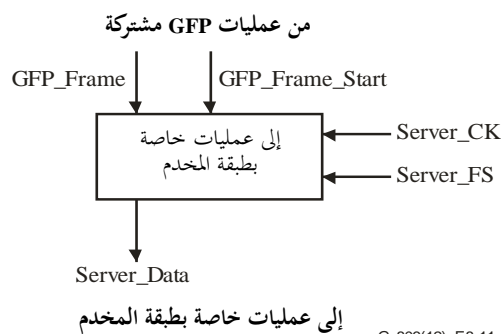 من عمليات GFP مشتركة
GFP_Frame
GFP_Frame_Start
إلى عمليات خاصة
بطبقة المخدم
Server_CK
Server_FS
Server_Data
إلى عمليات خاصة بطبقة المخدم